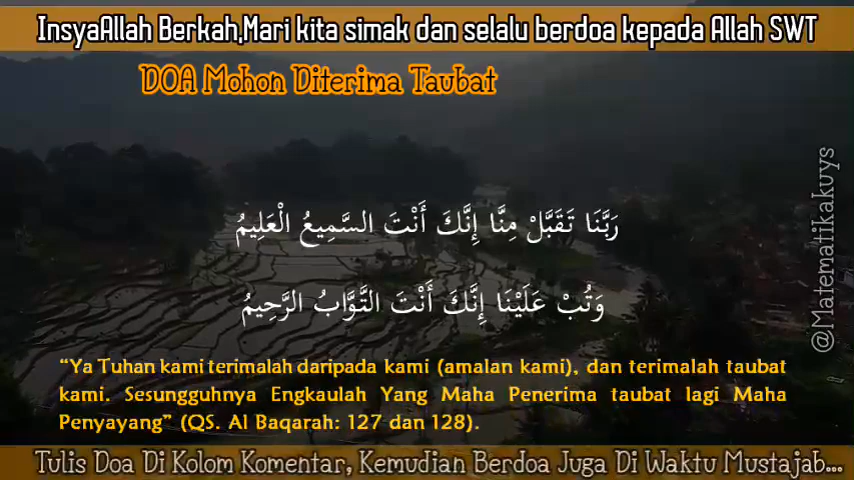 InsyaAllah Berkah,Mari kita simak dan selalu berdoa kepada Allah SWT
DOA Mohon Diterima Taubat
رَبَّنَا تَقَبَّلْ مِنَّا إِنَّكَ أَنْتَ السَّمِيعُ الْعَلِيمُ
وَتُبْ عَلَيْنَا إِنَّكَ أَنْتَ التَّوَّابُ الرَّحِيمُ
“Ya Tuhan kami terimalah daripada kami (amalan kami), dan terimalah taubat
kami. Sesungguhnya Engkaulah Yang Maha Penerima taubat lagi Maha
Penyayang” (QS. Al Baqarah: 127 dan 128).
@Matematikakuys
Tulis Doa Di Kolom Komentar, Kemudian Berdoa Juga Di Waktu Mustajab...